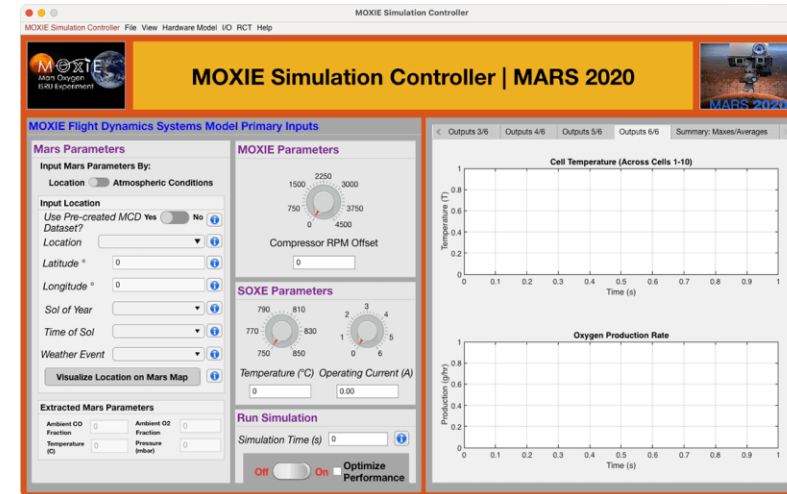 MOXIE Simulation Controller
MOXIE Simulation Controller File View Hardware Model I/O RCT Help
MOXIE
Mars Oxygen
ISRU Experiment
MOXIE Simulation Controller | MARS 2020
MARS 2020
MOXIE Flight Dynamics Systems Model Primary Inputs
Mars Parameters
Input Mars Parameters By:
Location Atmospheric Conditions
Input Location
Use Pre-created MCD Dataset? Yes No
Location
Latitude ° 0
Longitude ° 0
Sol of Year
Time of Sol
Weather Event
Visualize Location on Mars Map
Extracted Mars Parameters
Ambient CO Fraction 0 Ambient O2 Fraction 0
Temperature (C) 0 Pressure (mbar) 0
MOXIE Parameters
2250
1500 3000
750 3750
0 4500
Compressor RPM Offset
0
SOXE Parameters
790 810
770 830
750 850
Temperature (°C)
0
3
2 4
1 5
0 6
Operating Current (A)
0.00
Run Simulation
Simulation Time (s) 0
Off On Optimize Performance
< Outputs 3/6 Outputs 4/6 Outputs 5/6 Outputs 6/6 Summary: Maxes/Averages >
Cell Temperature (Across Cells 1-10)
Temperature (T)
1
0.8
0.6
0.4
0.2
0
0 0.1 0.2 0.3 0.4 0.5 0.6 0.7 0.8 0.9 1
Time (s)
Oxygen Production Rate
Production (g/hr)
1
0.8
0.6
0.4
0.2
0
0 0.1 0.2 0.3 0.4 0.5 0.6 0.7 0.8 0.9 1
Time (s)